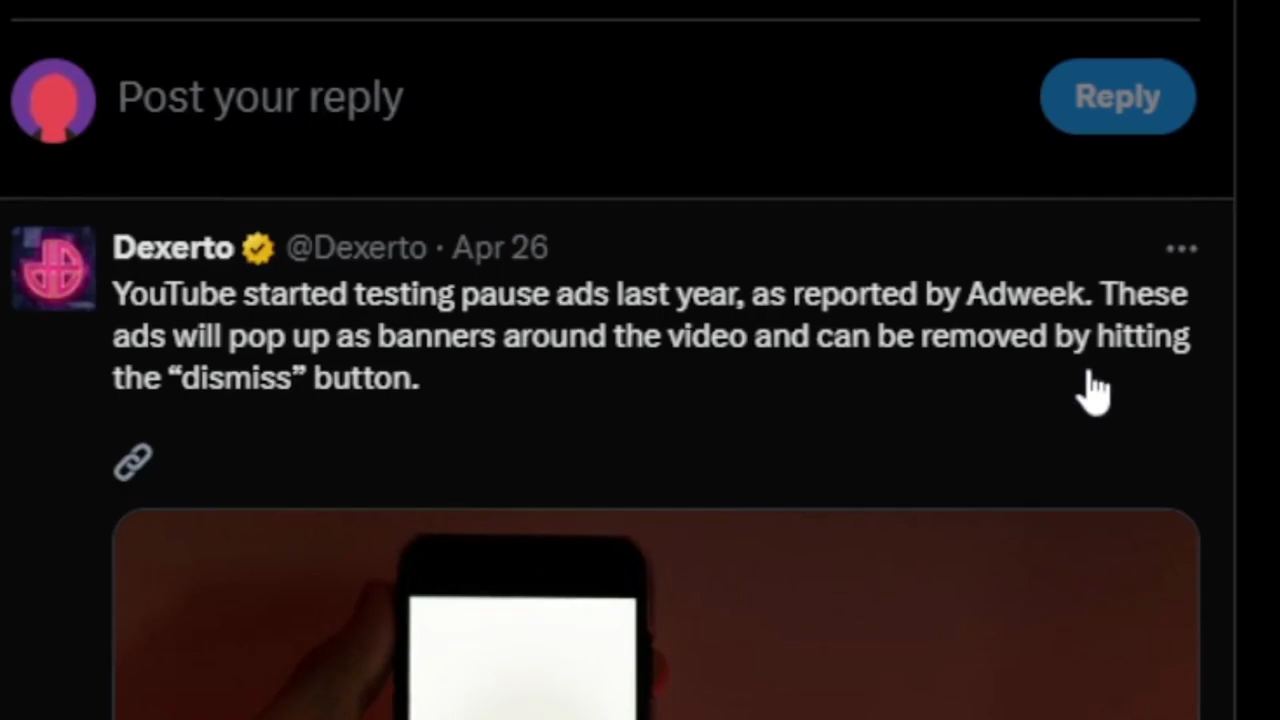 Post your reply
Reply
Dexerto @Dexerto · Apr 26
YouTube started testing pause ads last year, as reported by Adweek. These
ads will pop up as banners around the video and can be removed by hitting
the “dismiss” button.